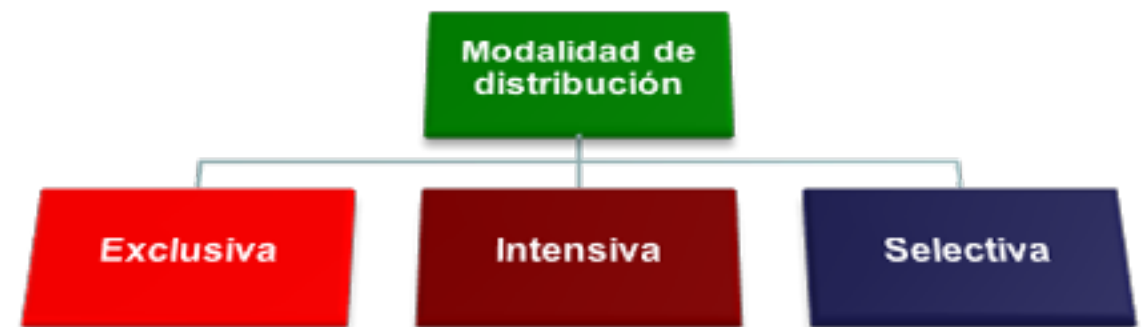 Modalidad de
distribución
Exclusiva
Intensiva
Selectiva